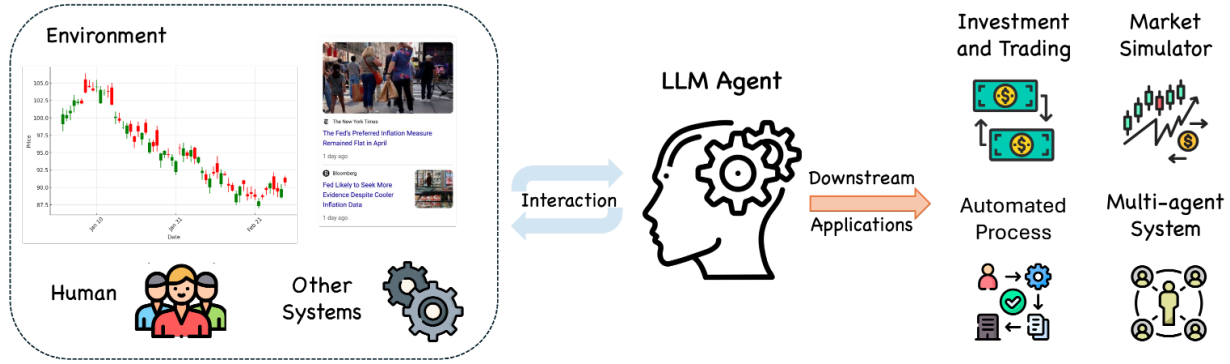 Environment
105.0
102.5
100.0
97.5
95.0
92.5
90.0
87.5
Price
Jan 10
Jan 31
Feb 21
Date
The New York Times
The Fed's Preferred Inflation Measure
Remained Flat in April
1 day ago
Bloomberg
Fed Likely to Seek More
Evidence Despite Cooler
Inflation Data
1 day ago
Human
Other
Systems
Interaction
LLM Agent
Downstream
Applications
Investment
and Trading
Market
Simulator
Automated
Process
Multi-agent
System